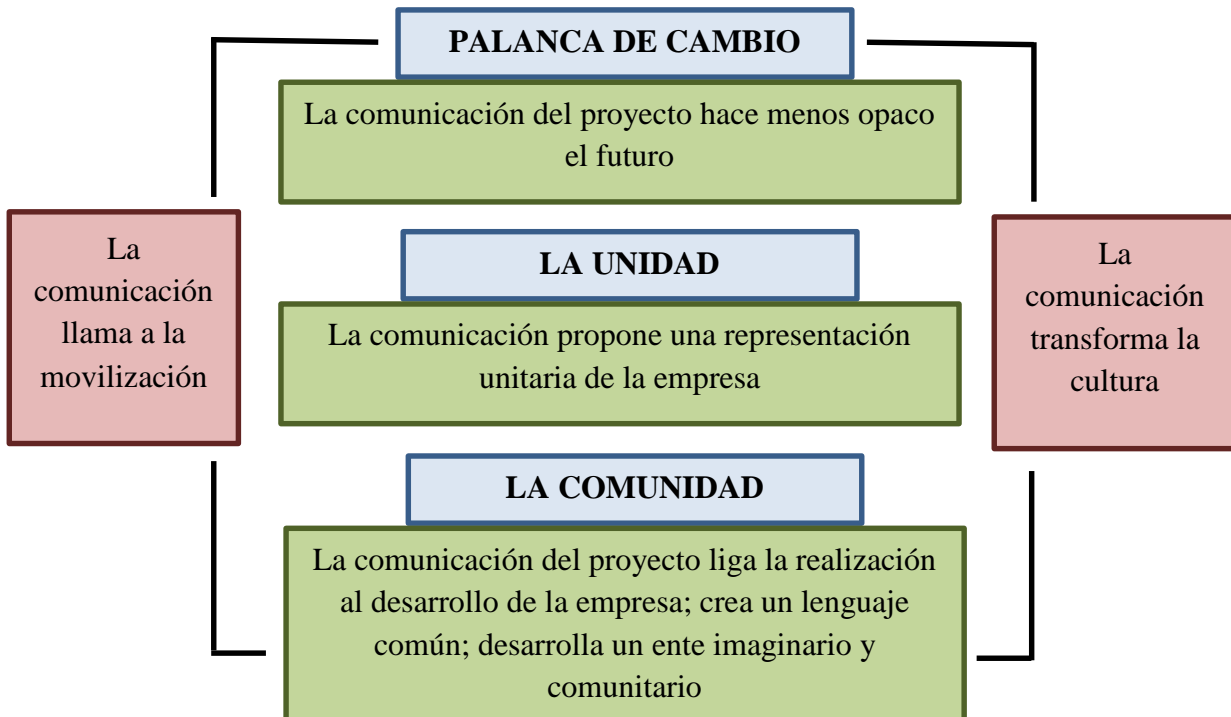 PALANCA DE CAMBIO
La comunicación del proyecto hace menos opaco
el futuro
La
comunicación
llama a la
movilización
LA UNIDAD
La comunicación propone una representación
unitaria de la empresa
La
comunicación
transforma la
cultura
LA COMUNIDAD
La comunicación del proyecto liga la realización
al desarrollo de la empresa; crea un lenguaje
común; desarrolla un ente imaginario y
comunitario